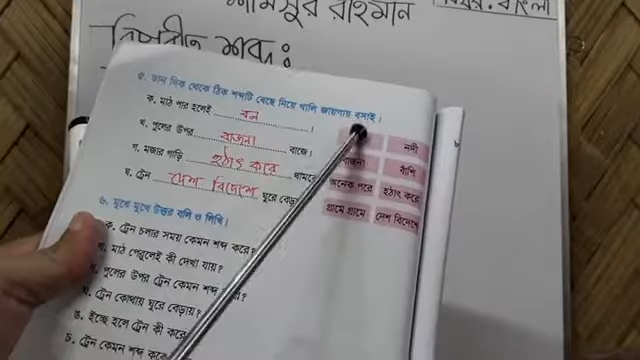 শামসুর রাহমান
বিষয়: বাংলা
বিপরীত শব্দ:
৫. ডান দিক থেকে ঠিক শব্দটি বেছে নিয়ে খালি জায়গায় বসাই।
ক. মাঠ পার হলেই বন ।
খ. পুলের উপর বাজনা বাজে।
গ. মজার গাড়ি হঠাৎ করে থামবে
ঘ. ট্রেন দেশ বিদেশে ঘুরে বেড়ায়
নদী
বাজনা বাঁশি
অনেক পরে হঠাৎ করে
গ্রামে গ্রামে দেশ বিদেশে
৬. মুখে মুখে উত্তর বলি ও লিখি।
ক. ট্রেন চলার সময় কেমন শব্দ করে?
খ. মাঠ পেরুলেই কী দেখা যায়?
গ. পুলের উপর ট্রেন কেমন শব্দ
ঘ. ট্রেন কোথায় ঘুরে বেড়ায়?
ঙ. ইচ্ছে হলে ট্রেন কী করে
চ. ট্রেন কেমন শব্দ করে